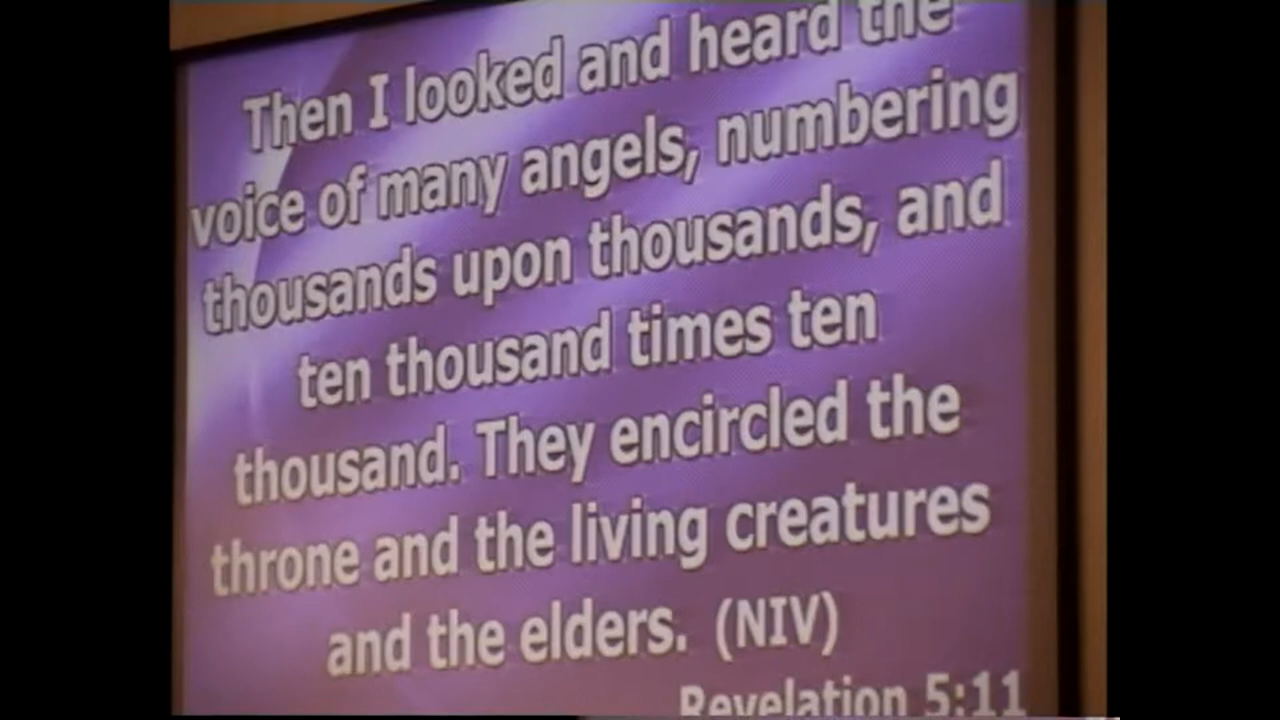 Then I looked and heard the
voice of many angels, numbering
thousands upon thousands, and
ten thousand times ten
thousand. They encircled the
throne and the living creatures
and the elders. (NIV)
Revelation 5:11